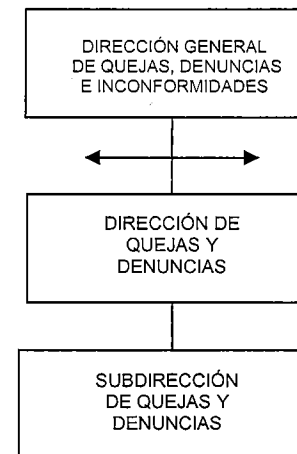 DIRECCIÓN GENERAL
DE QUEJAS, DENUNCIAS
E INCONFORMIDADES
DIRECCIÓN DE
QUEJAS Y
DENUNCIAS
SUBDIRECCIÓN
DE QUEJAS Y
DENUNCIAS